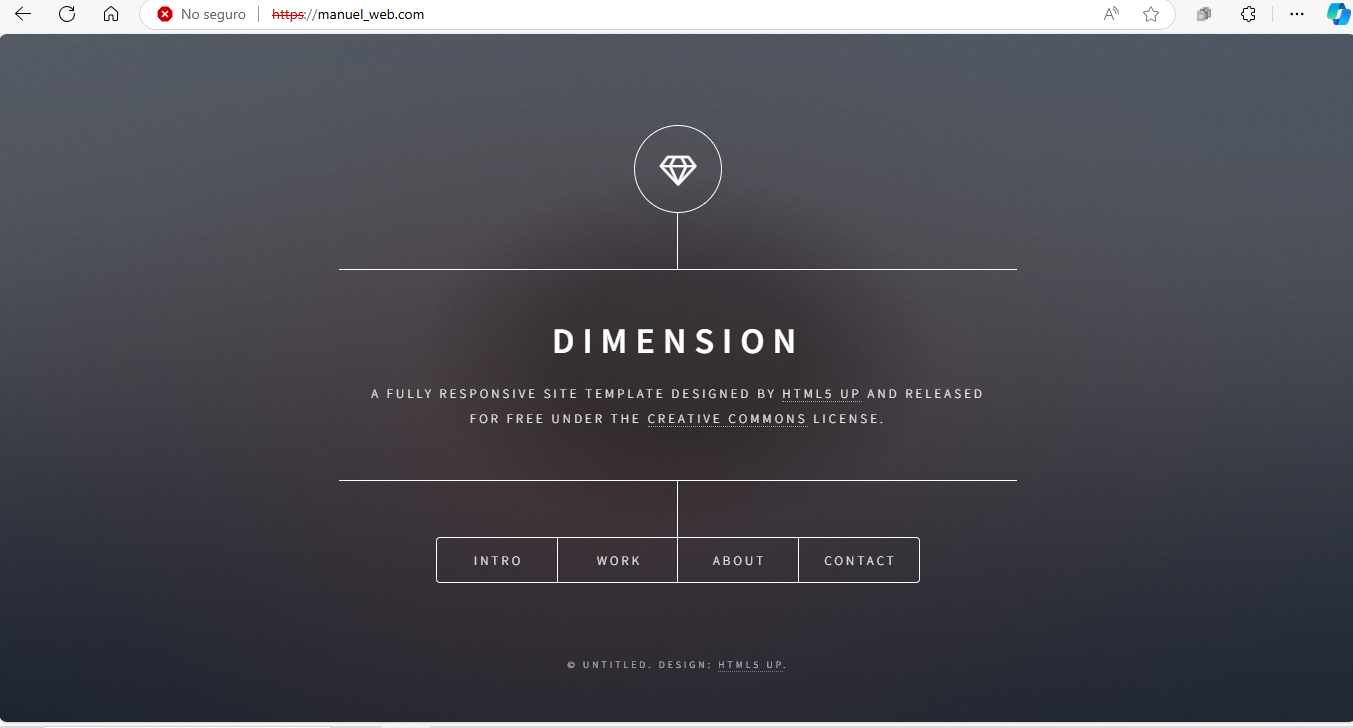 No seguro https://manuel_web.com
DIMENSION
A FULLY RESPONSIVE SITE TEMPLATE DESIGNED BY HTML5 UP AND RELEASED
FOR FREE UNDER THE CREATIVE COMMONS LICENSE.
INTRO WORK ABOUT CONTACT
© UNTITLED. DESIGN: HTML5 UP.